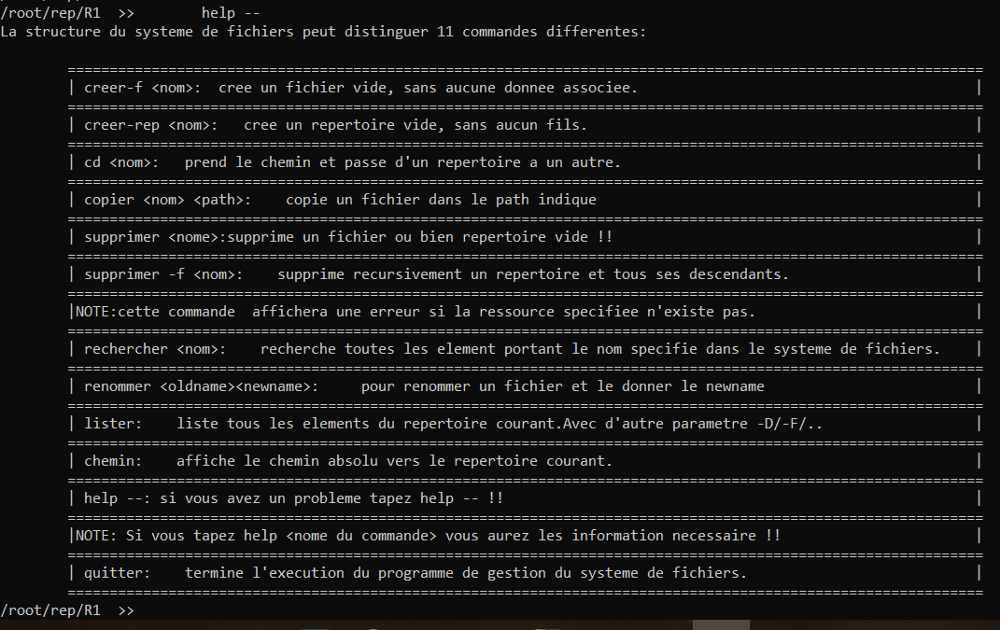 /root/rep/R1  >>        help --
La structure du systeme de fichiers peut distinguer 11 commandes differentes:
=============================================================================================================
| creer-f <nom>:  cree un fichier vide, sans aucune donnee associee.                                        |
=============================================================================================================
| creer-rep <nom>:   cree un repertoire vide, sans aucun fils.                                              |
=============================================================================================================
| cd <nom>:   prend le chemin et passe d'un repertoire a un autre.                                          |
=============================================================================================================
| copier <nom> <path>:    copie un fichier dans le path indique                                             |
=============================================================================================================
| supprimer <nome>:supprime un fichier ou bien repertoire vide !!                                           |
=============================================================================================================
| supprimer -f <nom>:    supprime recursivement un repertoire et tous ses descendants.                      |
=============================================================================================================
|NOTE:cette commande  affichera une erreur si la ressource specifiee n'existe pas.                          |
=============================================================================================================
| rechercher <nom>:    recherche toutes les element portant le nom specifie dans le systeme de fichiers.    |
=============================================================================================================
| renommer <oldname><newname>:     pour renommer un fichier et le donner le newname                         |
=============================================================================================================
| lister:    liste tous les elements du repertoire courant.Avec d'autre parametre -D/-F/..                  |
=============================================================================================================
| chemin:    affiche le chemin absolu vers le repertoire courant.                                           |
=============================================================================================================
| help --: si vous avez un probleme tapez help -- !!                                                        |
=============================================================================================================
|NOTE: Si vous tapez help <nome du commande> vous aurez les information necessaire !!                       |
=============================================================================================================
| quitter:    termine l'execution du programme de gestion du systeme de fichiers.                           |
=============================================================================================================
/root/rep/R1  >>